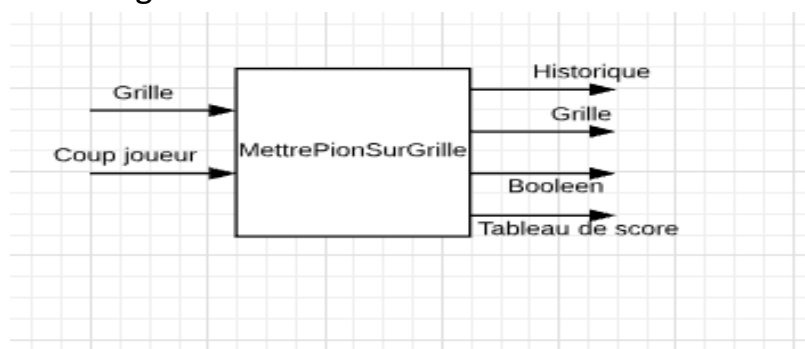 Historique
Grille
Grille
Coup joueur
MettrePionSurGrille
Booleen
Tableau de score